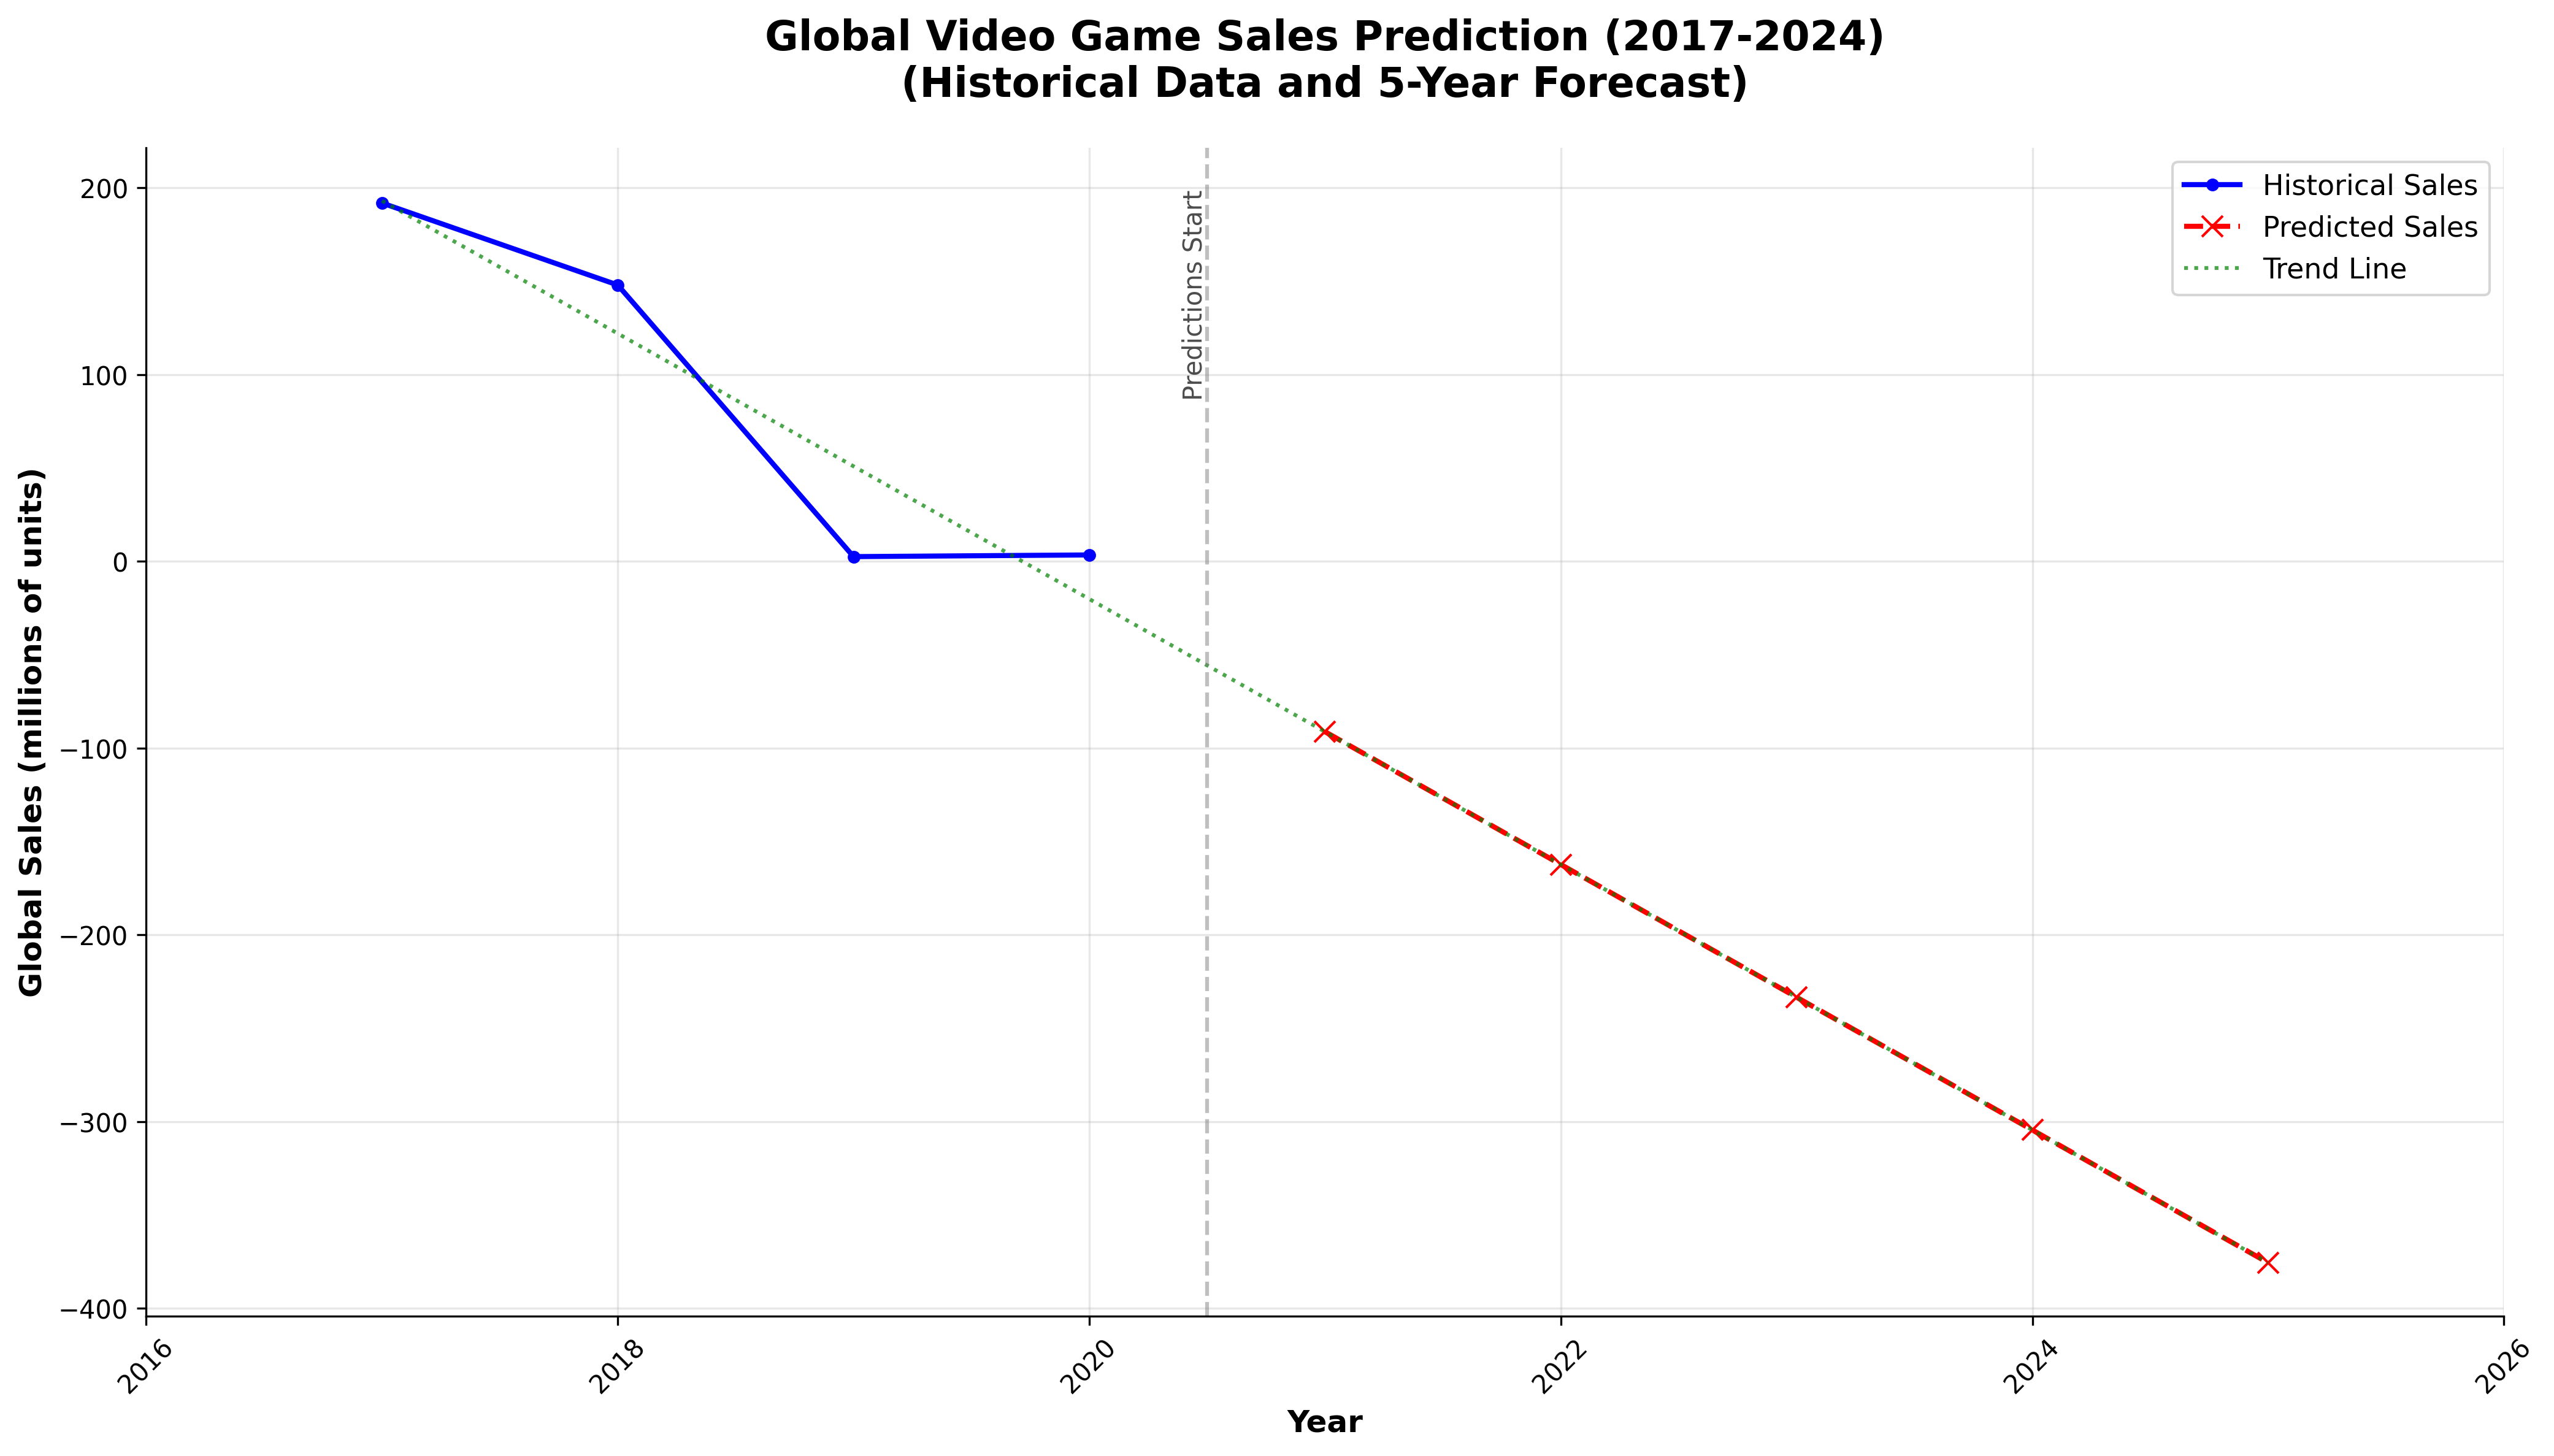 Global Video Game Sales Prediction (2017-2024)
(Historical Data and 5-Year Forecast)
Historical Sales
Predicted Sales
Trend Line
Predictions Start
Global Sales (millions of units)
200
100
0
−100
−200
−300
−400
2016
2018
2020
2022
2024
2026
Year